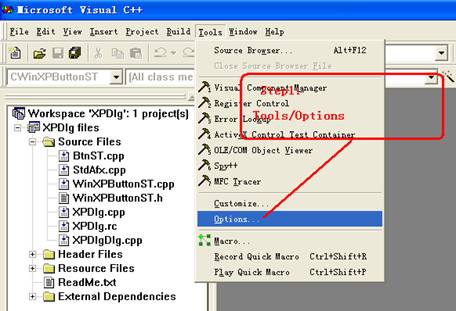 Microsoft Visual C++
File Edit View Insert Project Build Tools Window Help
Source Browser... Alt+F12
Close Source Browser File
CWinXPButtonST
[All class me
Visual Component Manager
Step1:
Register Control
Tools/Options
Error Lookup
ActiveX Control Test Container
OLE/COM Object Viewer
Spy++
MFC Tracer
Customize...
Options...
Macro...
Record Quick Macro Ctrl+Shift+R
Play Quick Macro Ctrl+Shift+P
Workspace 'XPDlg': 1 project(s)
XPDlg files
Source Files
BtnST.cpp
StdAfx.cpp
WinXPButtonST.cpp
WinXPButtonST.h
XPDlg.cpp
XPDlg.rc
XPDlgDlg.cpp
Header Files
Resource Files
ReadMe.txt
External Dependencies